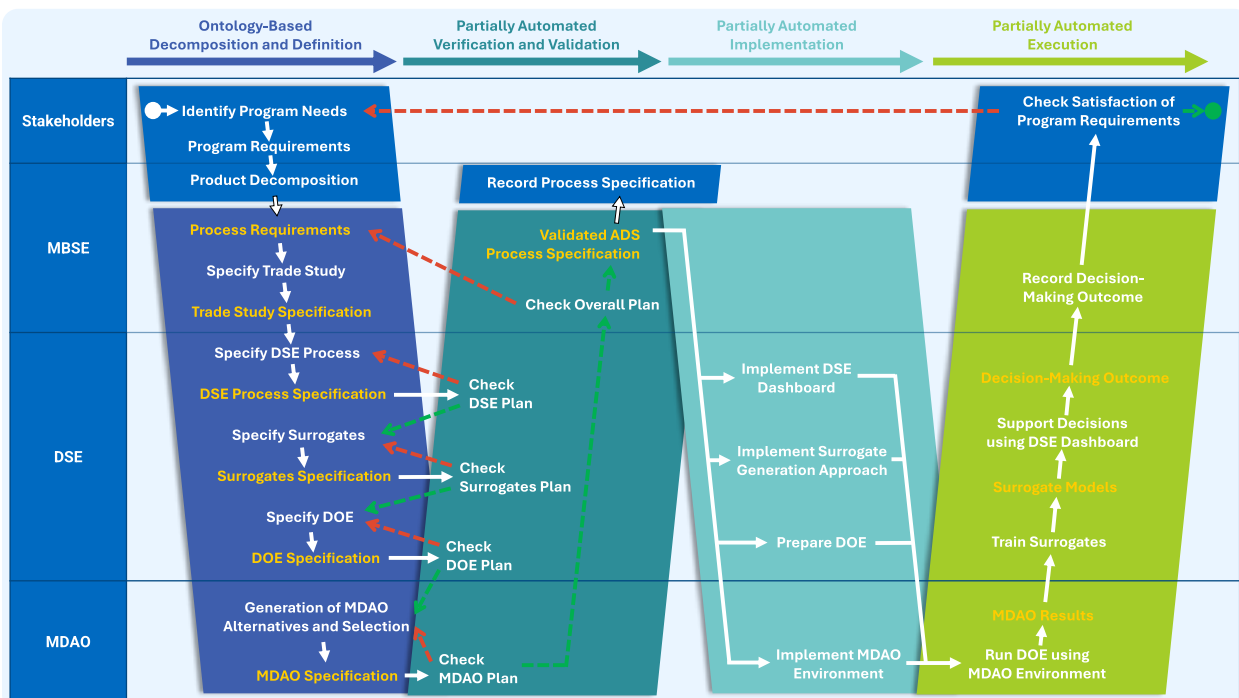 Ontology-Based
Decomposition and Definition
Partially Automated
Verification and Validation
Partially Automated
Implementation
Partially Automated
Execution
Stakeholders
Identify Program Needs
Program Requirements
Product Decomposition
Check Satisfaction of
Program Requirements
MBSE
Record Process Specification
Process Requirements
Specify Trade Study
Trade Study Specification
Validated ADS
Process Specification
Check Overall Plan
Record Decision-
Making Outcome
DSE
Specify DSE Process
DSE Process Specification
Specify Surrogates
Surrogates Specification
Specify DOE
DOE Specification
Check
DSE Plan
Check
Surrogates Plan
Check
DOE Plan
Implement DSE
Dashboard
Implement Surrogate
Generation Approach
Prepare DOE
Decision-Making Outcome
Support Decisions
using DSE Dashboard
Surrogate Models
Train Surrogates
MDAO
Generation of MDAO
Alternatives and Selection
MDAO Specification
Check
MDAO Plan
Implement MDAO
Environment
MDAO Results
Run DOE using
MDAO Environment